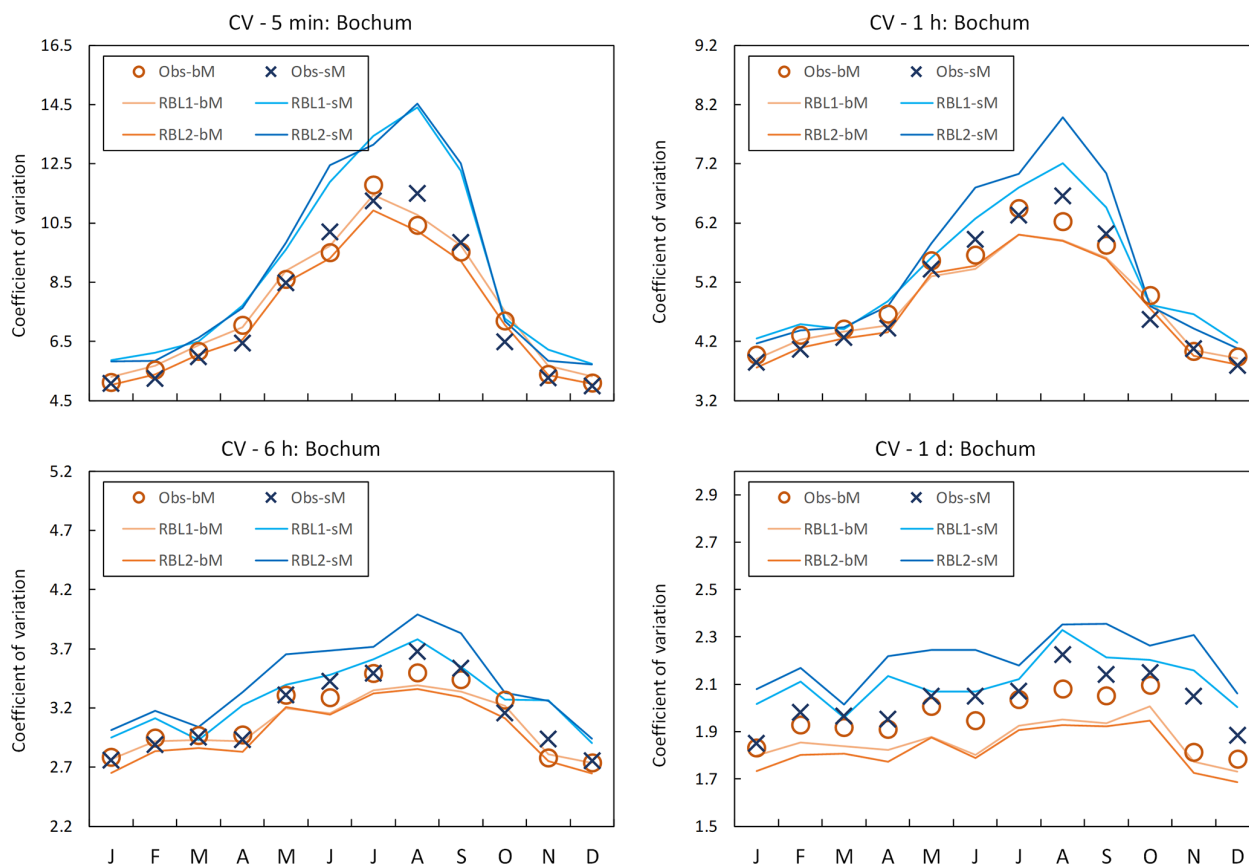 CV - 5 min: Bochum
Coefficient of variation
16.5
14.5
12.5
10.5
8.5
6.5
4.5
Obs-bM Obs-sM
RBL1-bM RBL1-sM
RBL2-bM RBL2-sM
CV - 1 h: Bochum
Coefficient of variation
9.2
8.2
7.2
6.2
5.2
4.2
3.2
Obs-bM Obs-sM
RBL1-bM RBL1-sM
RBL2-bM RBL2-sM
CV - 6 h: Bochum
Coefficient of variation
5.2
4.7
4.2
3.7
3.2
2.7
2.2
Obs-bM Obs-sM
RBL1-bM RBL1-sM
RBL2-bM RBL2-sM
J F M A M J J A S O N D
CV - 1 d: Bochum
Coefficient of variation
2.9
2.7
2.5
2.3
2.1
1.9
1.7
1.5
Obs-bM Obs-sM
RBL1-bM RBL1-sM
RBL2-bM RBL2-sM
J F M A M J J A S O N D